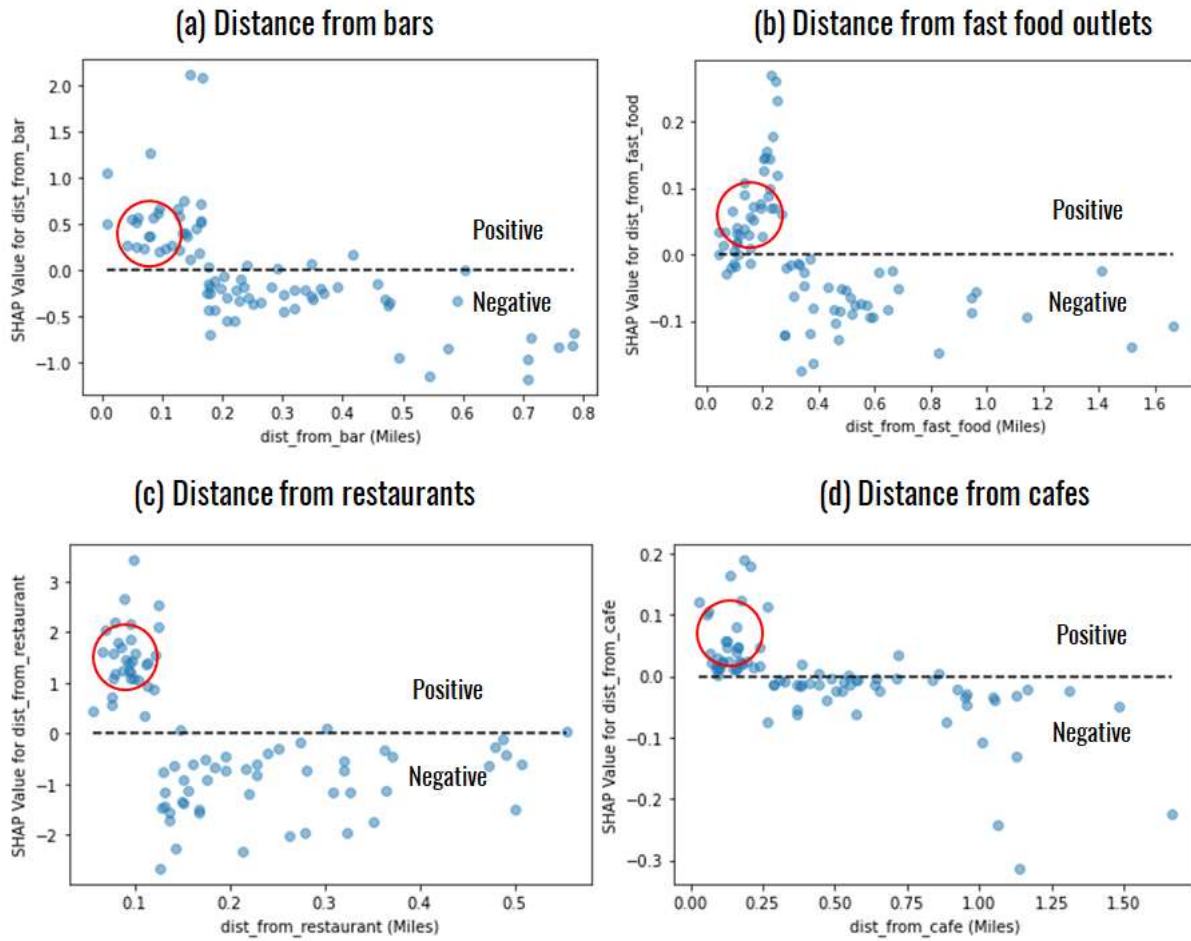 (a) Distance from bars
SHAP Value for dist_from_bar
2.0
1.5
1.0
0.5
0.0
−0.5
−1.0
Positive
Negative
0.0 0.1 0.2 0.3 0.4 0.5 0.6 0.7 0.8
dist_from_bar (Miles)
(b) Distance from fast food outlets
SHAP Value for dist_from_fast_food
0.2
0.1
0.0
−0.1
Positive
Negative
0.0 0.2 0.4 0.6 0.8 1.0 1.2 1.4 1.6
dist_from_fast_food (Miles)
(c) Distance from restaurants
SHAP Value for dist_from_restaurant
3
2
1
0
−1
−2
Positive
Negative
0.1 0.2 0.3 0.4 0.5
dist_from_restaurant (Miles)
(d) Distance from cafes
SHAP Value for dist_from_cafe
0.2
0.1
0.0
−0.1
−0.2
−0.3
Positive
Negative
0.00 0.25 0.50 0.75 1.00 1.25 1.50
dist_from_cafe (Miles)